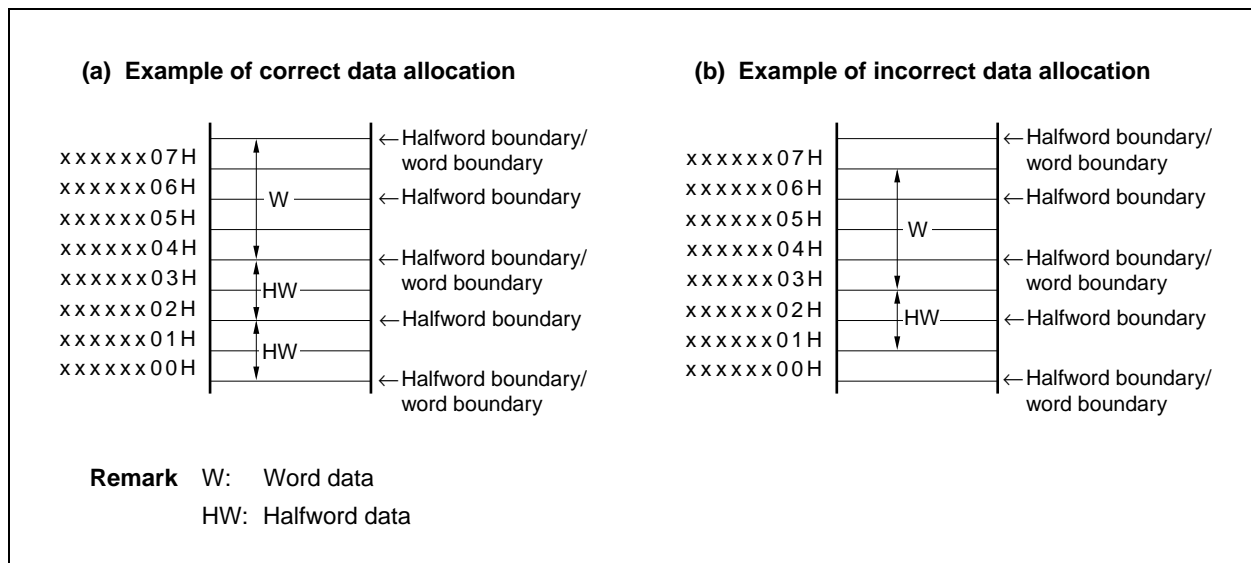 (a) Example of correct data allocation
xxxxxx07H
xxxxxx06H
xxxxxx05H
xxxxxx04H
xxxxxx03H
xxxxxx02H
xxxxxx01H
xxxxxx00H
W
HW
HW
←Halfword boundary/
word boundary
←Halfword boundary
←Halfword boundary/
word boundary
←Halfword boundary
←Halfword boundary/
word boundary
(b) Example of incorrect data allocation
xxxxxx07H
xxxxxx06H
xxxxxx05H
xxxxxx04H
xxxxxx03H
xxxxxx02H
xxxxxx01H
xxxxxx00H
W
HW
←Halfword boundary/
word boundary
←Halfword boundary
←Halfword boundary/
word boundary
←Halfword boundary
←Halfword boundary/
word boundary
Remark W: Word data
HW: Halfword data